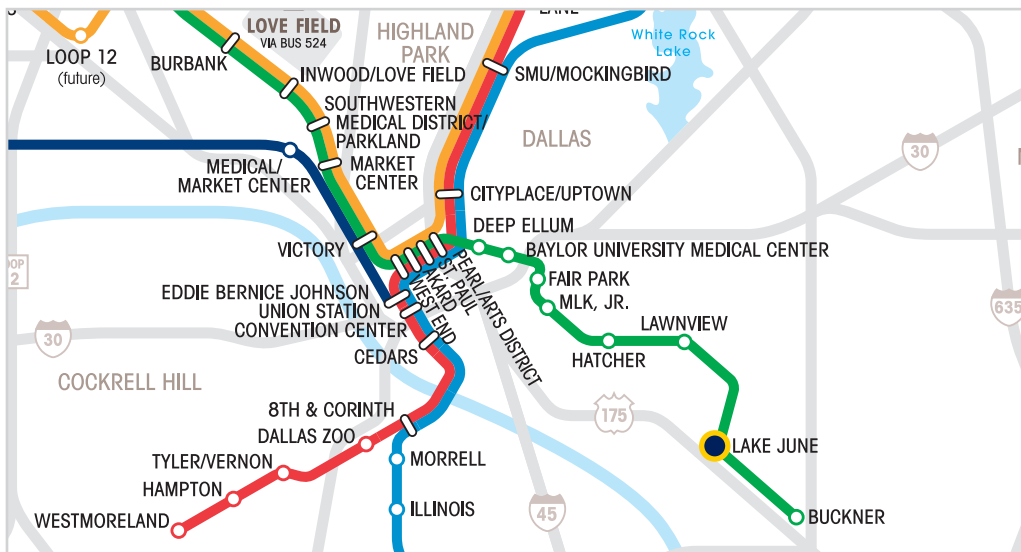 LANE
LOVE FIELD
VIA BUS 524
HIGHLAND
PARK
White Rock
Lake
LOOP 12
(future)
BURBANK
INWOOD/LOVE FIELD
SMU/MOCKINGBIRD
SOUTHWESTERN
MEDICAL DISTRICT/
PARKLAND
DALLAS
30
MEDICAL/
MARKET CENTER
MARKET
CENTER
CITYPLACE/UPTOWN
DEEP ELLUM
VICTORY
BAYLOR UNIVERSITY MEDICAL CENTER
PEARL/ARTS DISTRICT
ST. PAUL
AKARD
WEST END
FAIR PARK
EDDIE BERNICE JOHNSON
UNION STATION
MLK, JR.
635
CONVENTION CENTER
LAWNVIEW
30
CEDARS
HATCHER
COCKRELL HILL
8TH & CORINTH
175
DALLAS ZOO
LAKE JUNE
TYLER/VERNON
MORRELL
HAMPTON
ILLINOIS
45
WESTMORELAND
BUCKNER